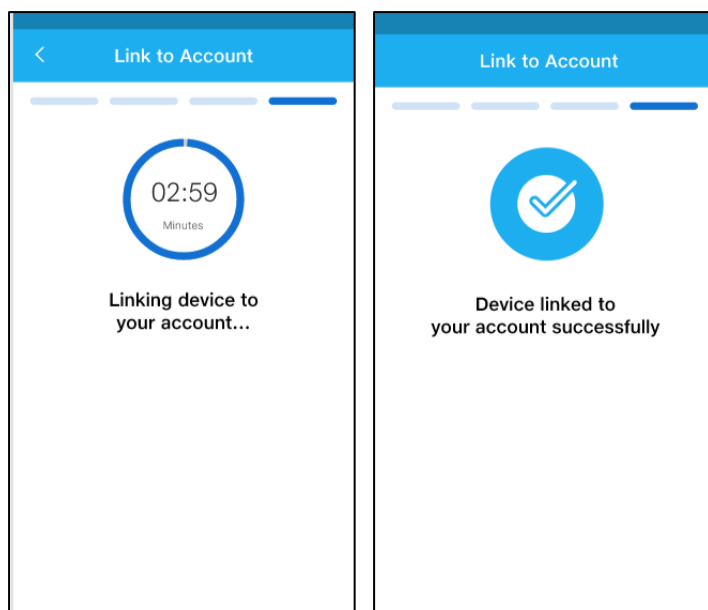 Link to Account
02:59
Minutes
Linking device to
your account...
Link to Account
Device linked to
your account successfully